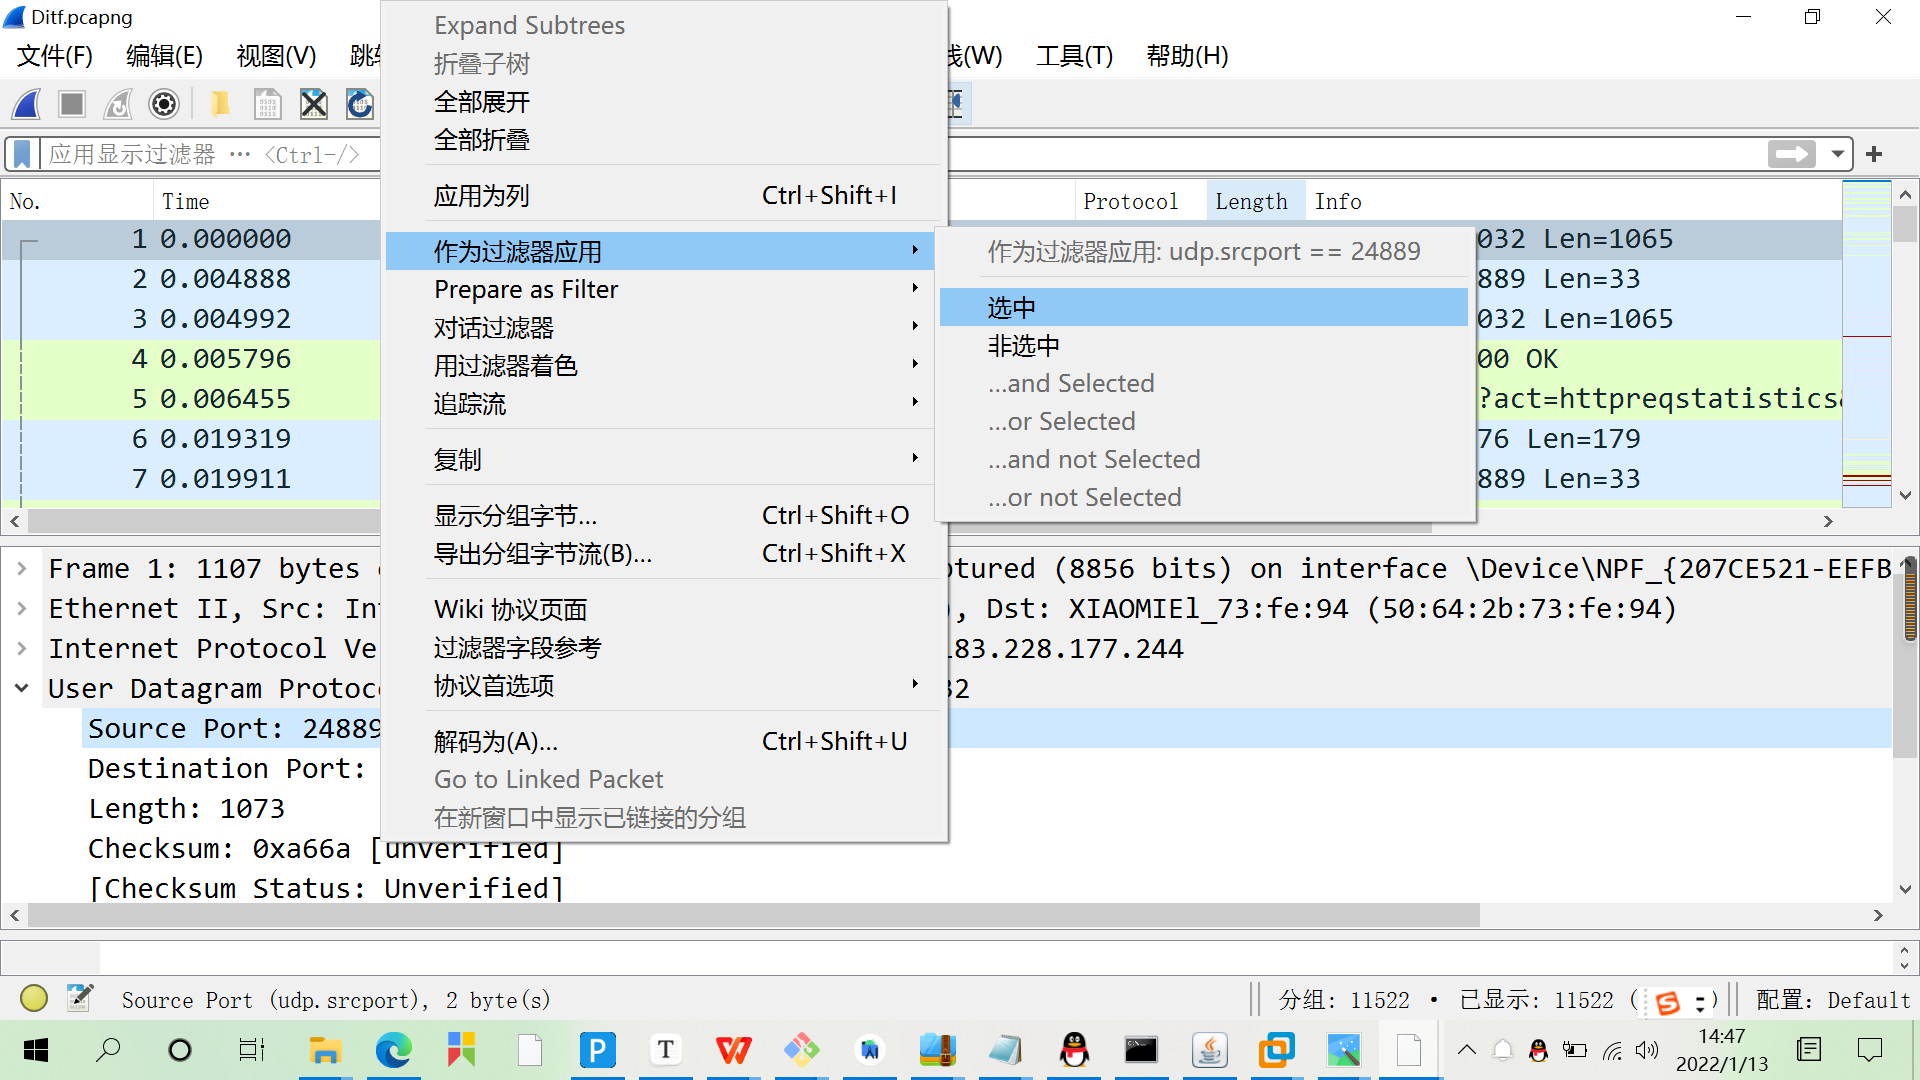 Ditf.pcapng
文件(F) 编辑(E) 视图(V) 跳转 线(W) 工具(T) 帮助(H)
应用显示过滤器 … <Ctrl-/>
No. Time Protocol Length Info
1 0.000000 032 Len=1065
2 0.004888 889 Len=33
3 0.004992 032 Len=1065
4 0.005796 00 OK
5 0.006455 ?act=httpreqstatistics&
6 0.019319 76 Len=179
7 0.019911 889 Len=33
Expand Subtrees
折叠子树
全部展开
全部折叠
应用为列 Ctrl+Shift+I
作为过滤器应用
Prepare as Filter
对话过滤器
用过滤器着色
追踪流
复制
显示分组字节... Ctrl+Shift+O
导出分组字节流(B)... Ctrl+Shift+X
Wiki 协议页面
过滤器字段参考
协议首选项
解码为(A)... Ctrl+Shift+U
Go to Linked Packet
在新窗口中显示已链接的分组
作为过滤器应用: udp.srcport == 24889
选中
非选中
...and Selected
...or Selected
...and not Selected
...or not Selected
Frame 1: 1107 bytes ptured (8856 bits) on interface \Device\NPF_{207CE521-EEFB
Ethernet II, Src: Int ), Dst: XIAOMIEl_73:fe:94 (50:64:2b:73:fe:94)
Internet Protocol Ve 183.228.177.244
User Datagram Protoc 32
Source Port: 24889
Destination Port:
Length: 1073
Checksum: 0xa66a [unverified]
[Checksum Status: Unverified]
Source Port (udp.srcport), 2 byte(s) 分组: 11522 · 已显示: 11522 ( ) 配置: Default
14:47
2022/1/13